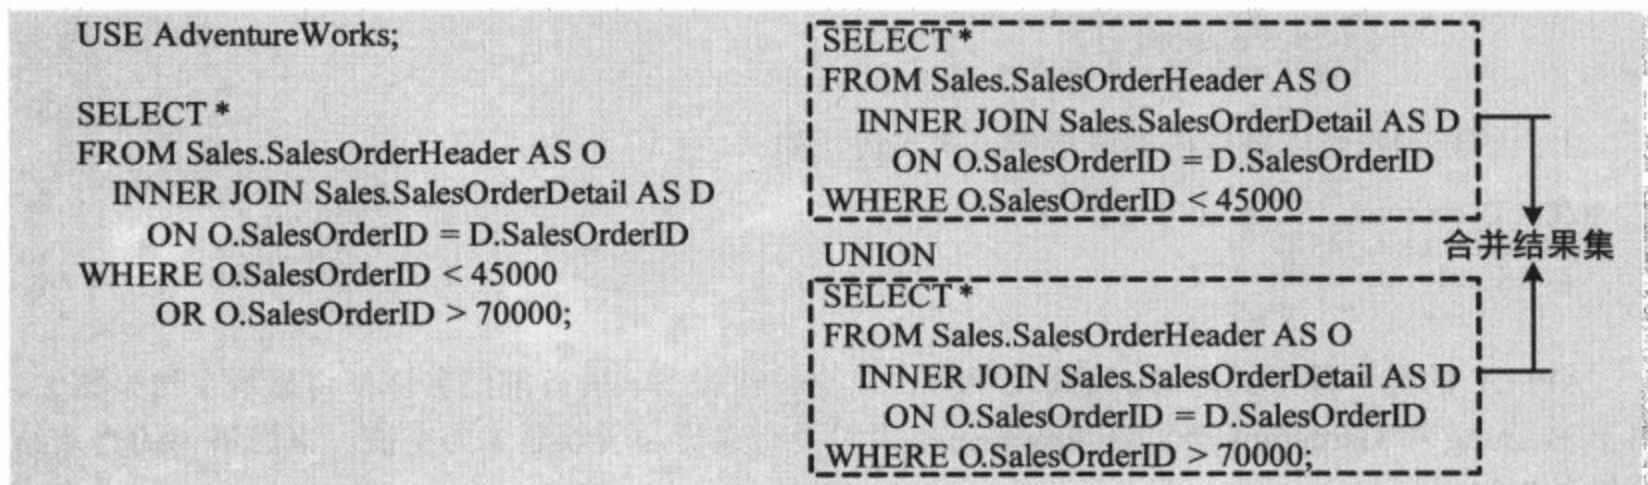 USE AdventureWorks;
SELECT *
FROM Sales.SalesOrderHeader AS O
INNER JOIN Sales.SalesOrderDetail AS D
ON O.SalesOrderID = D.SalesOrderID
WHERE O.SalesOrderID < 45000
OR O.SalesOrderID > 70000;
SELECT *
FROM Sales.SalesOrderHeader AS O
INNER JOIN Sales.SalesOrderDetail AS D
ON O.SalesOrderID = D.SalesOrderID
WHERE O.SalesOrderID < 45000
UNION
SELECT *
FROM Sales.SalesOrderHeader AS O
INNER JOIN Sales.SalesOrderDetail AS D
ON O.SalesOrderID = D.SalesOrderID
WHERE O.SalesOrderID > 70000;
合并结果集